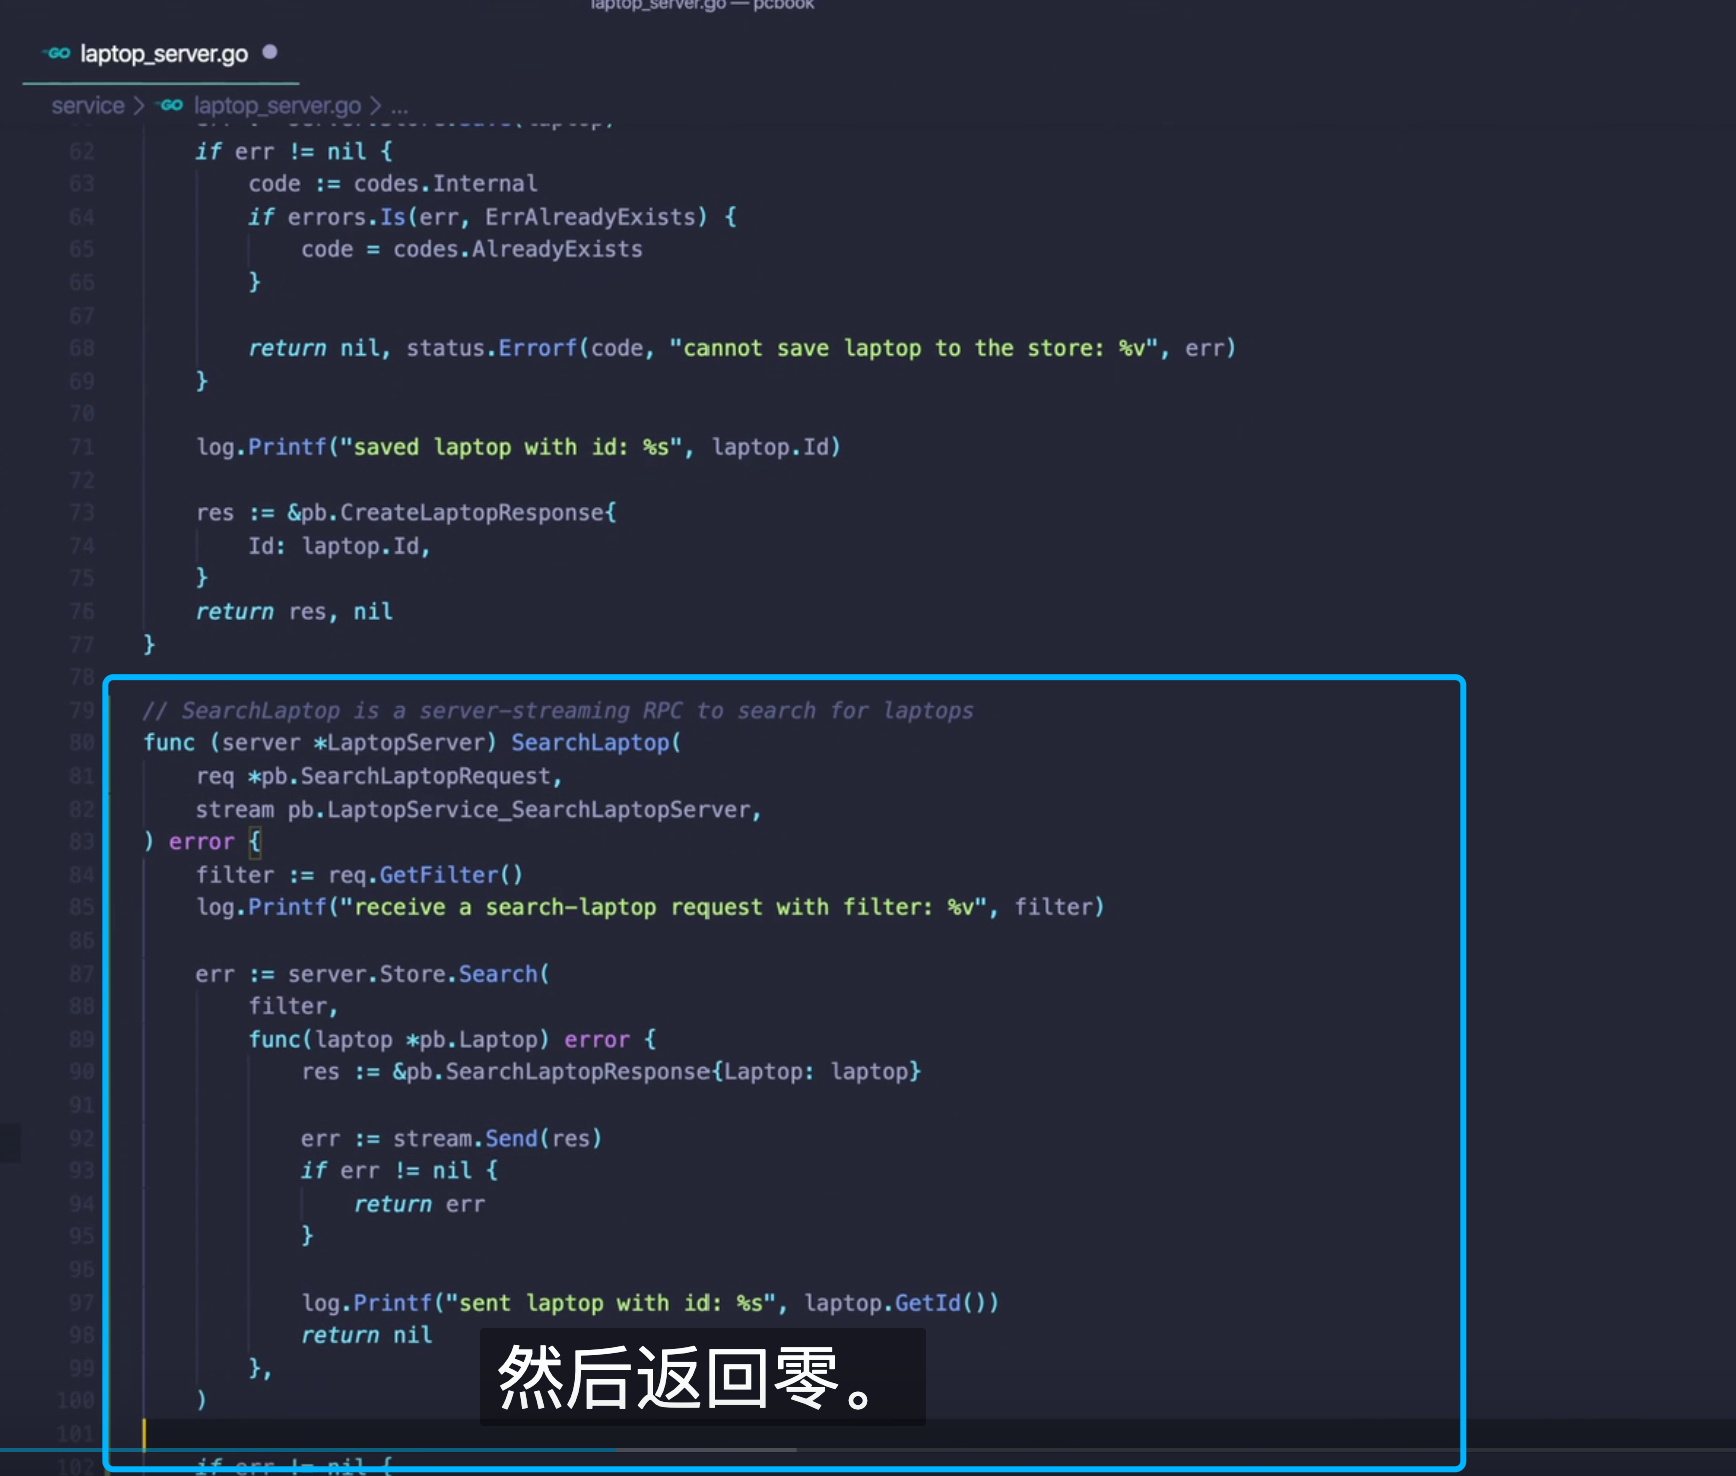 laptop_server.go — pcbook
GO laptop_server.go
service > GO laptop_server.go > ...
62 if err != nil {
63 code := codes.Internal
64 if errors.Is(err, ErrAlreadyExists) {
65 code = codes.AlreadyExists
66 }
67
68 return nil, status.Errorf(code, "cannot save laptop to the store: %v", err)
69 }
70
71 log.Printf("saved laptop with id: %s", laptop.Id)
72
73 res := &pb.CreateLaptopResponse{
74 Id: laptop.Id,
75 }
76 return res, nil
77 }
78
79 // SearchLaptop is a server-streaming RPC to search for laptops
80 func (server *LaptopServer) SearchLaptop(
81 req *pb.SearchLaptopRequest,
82 stream pb.LaptopService_SearchLaptopServer,
83 ) error {
84 filter := req.GetFilter()
85 log.Printf("receive a search-laptop request with filter: %v", filter)
86
87 err := server.Store.Search(
88 filter,
89 func(laptop *pb.Laptop) error {
90 res := &pb.SearchLaptopResponse{Laptop: laptop}
91
92 err := stream.Send(res)
93 if err != nil {
94 return err
95 }
96
97 log.Printf("sent laptop with id: %s", laptop.GetId())
98 return nil
99 },
100 )
101
102 if err != nil {
然后返回零。